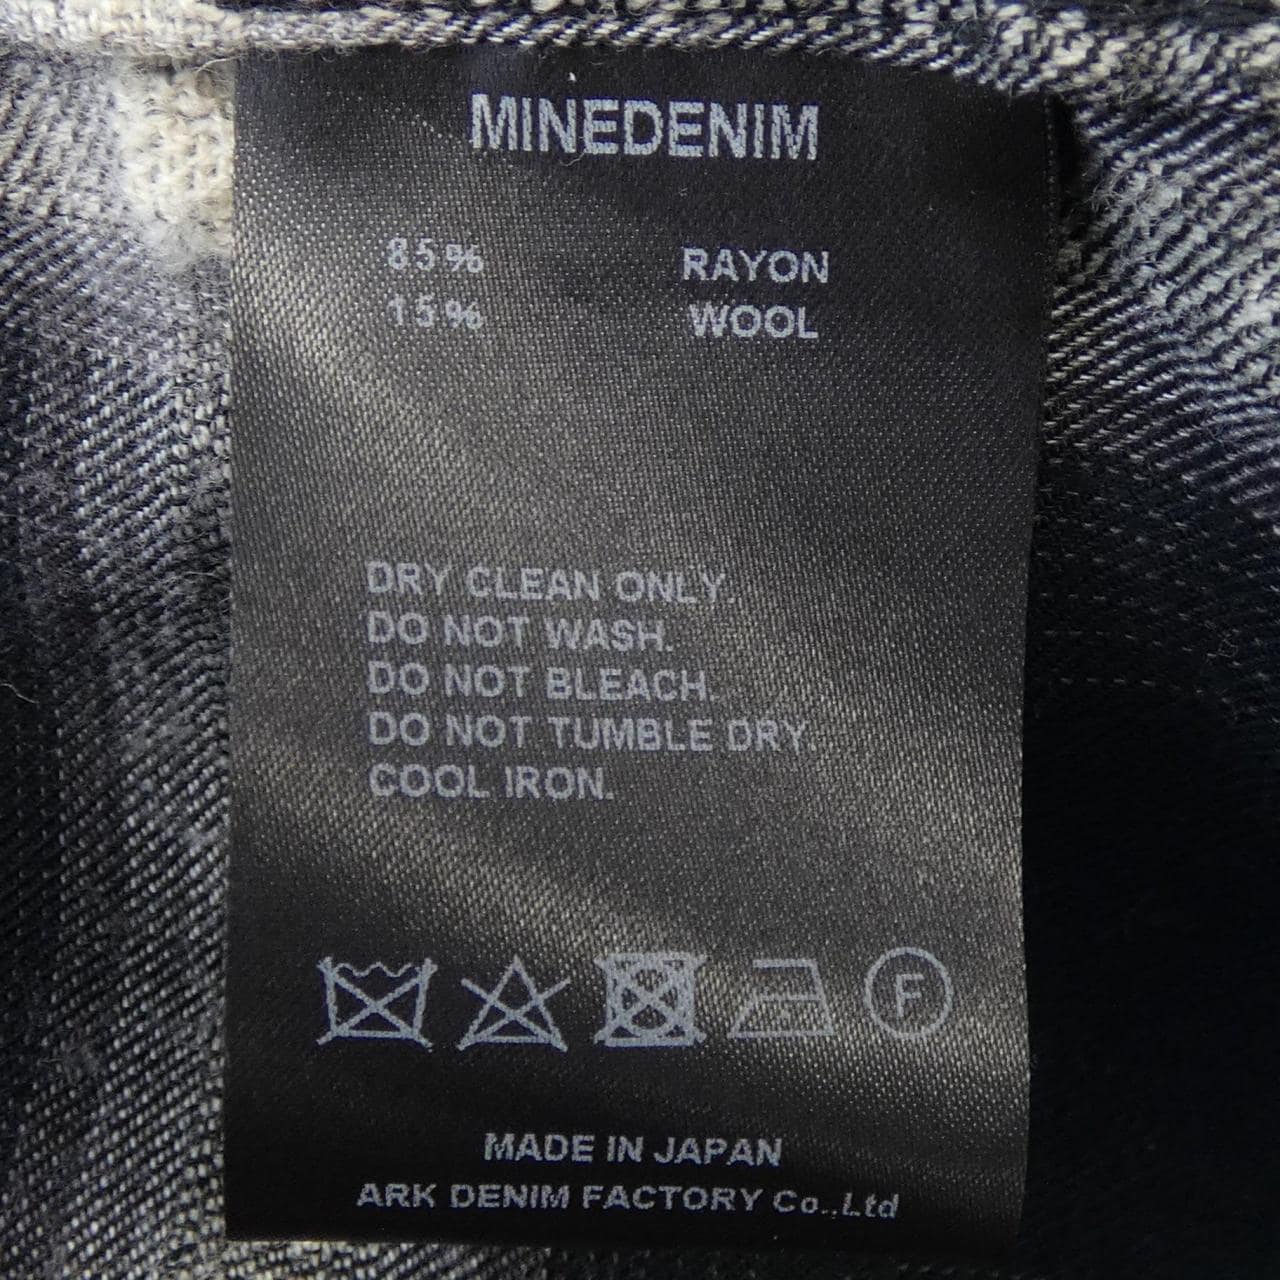 MINEDENIM
85% RAYON
15% WOOL
DRY CLEAN ONLY.
DO NOT WASH.
DO NOT BLEACH.
DO NOT TUMBLE DRY.
COOL IRON.
F
MADE IN JAPAN
ARK DENIM FACTORY Co.,Ltd